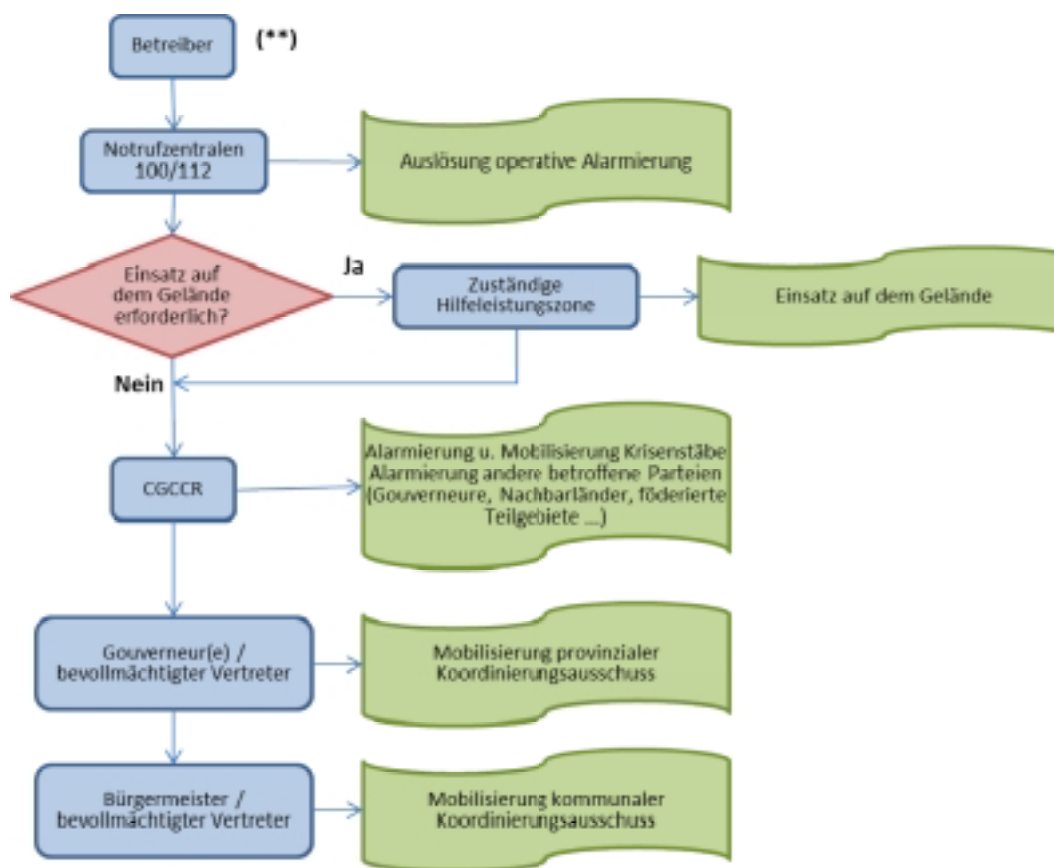 Betreiber
(**)
Notrufzentralen
100/112
Auslösung operative Alarmierung
Einsatz auf
dem Gelände
erforderlich?
Ja
Zuständige
Hilfeleistungszone
Einsatz auf dem Gelände
Nein
CGCCR
Alarmierung u. Mobilisierung Krisenstäbe
Alarmierung andere betroffene Parteien
(Gouverneure, Nachbarländer, föderierte
Teilgebiete ...)
Gouverneur(e) /
bevollmächtigter Vertreter
Mobilisierung provinzialer
Koordinierungsausschuss
Bürgermeister /
bevollmächtigter Vertreter
Mobilisierung kommunaler
Koordinierungsausschuss